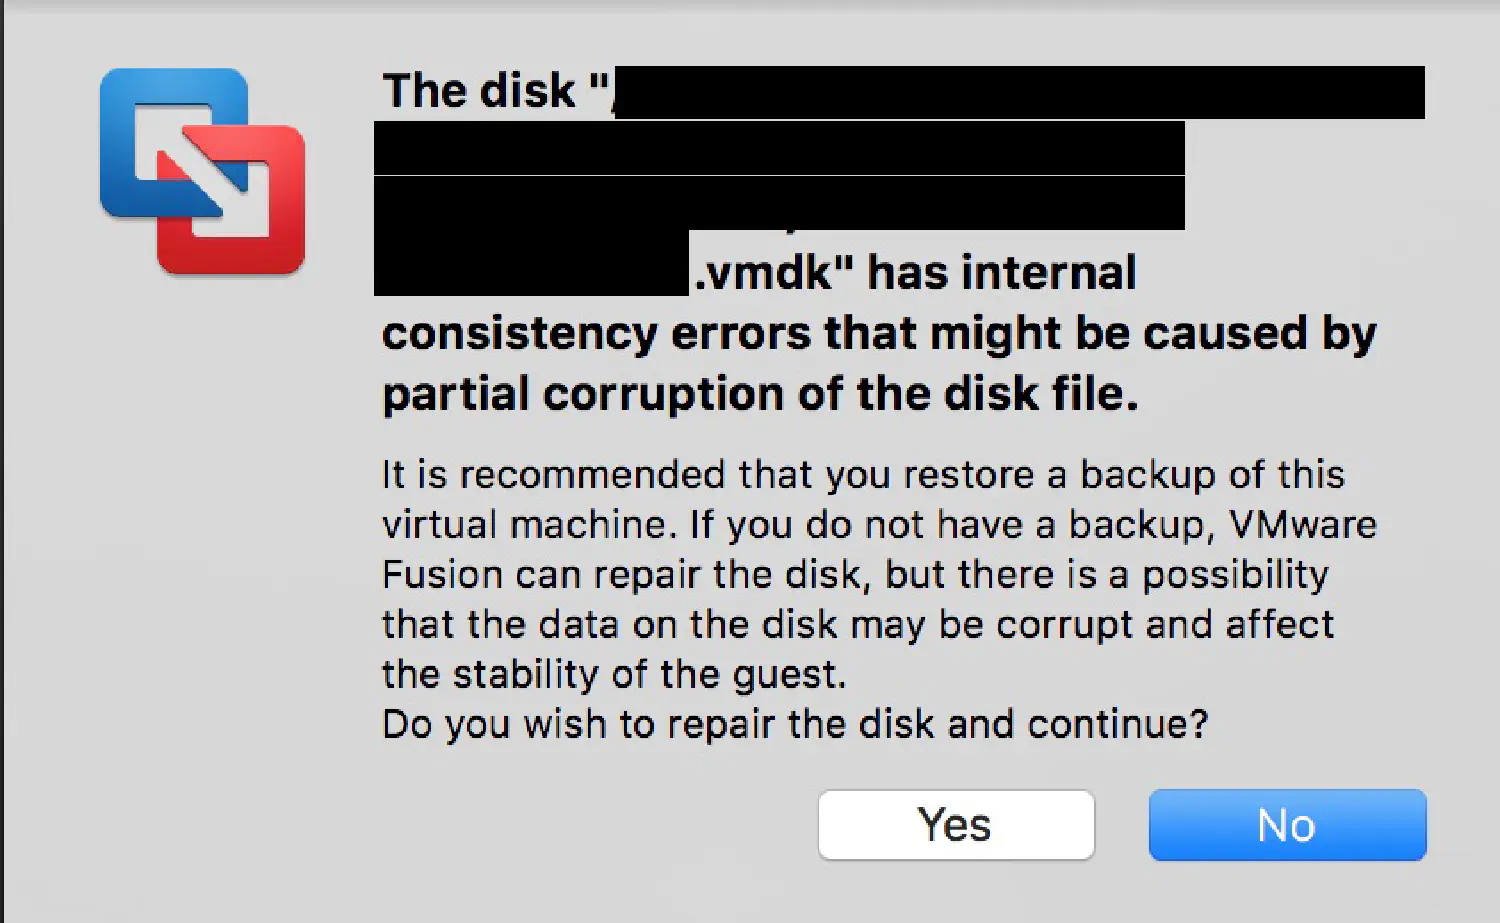 The disk "/
.vmdk" has internal
consistency errors that might be caused by
partial corruption of the disk file.
It is recommended that you restore a backup of this
virtual machine. If you do not have a backup, VMware
Fusion can repair the disk, but there is a possibility
that the data on the disk may be corrupt and affect
the stability of the guest.
Do you wish to repair the disk and continue?
Yes
No